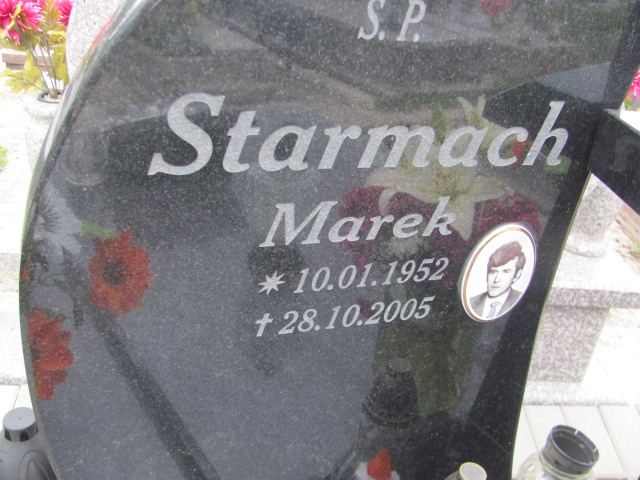 S. P.
Starmach
Marek
✷ 10.01.1952
✝ 28.10.2005